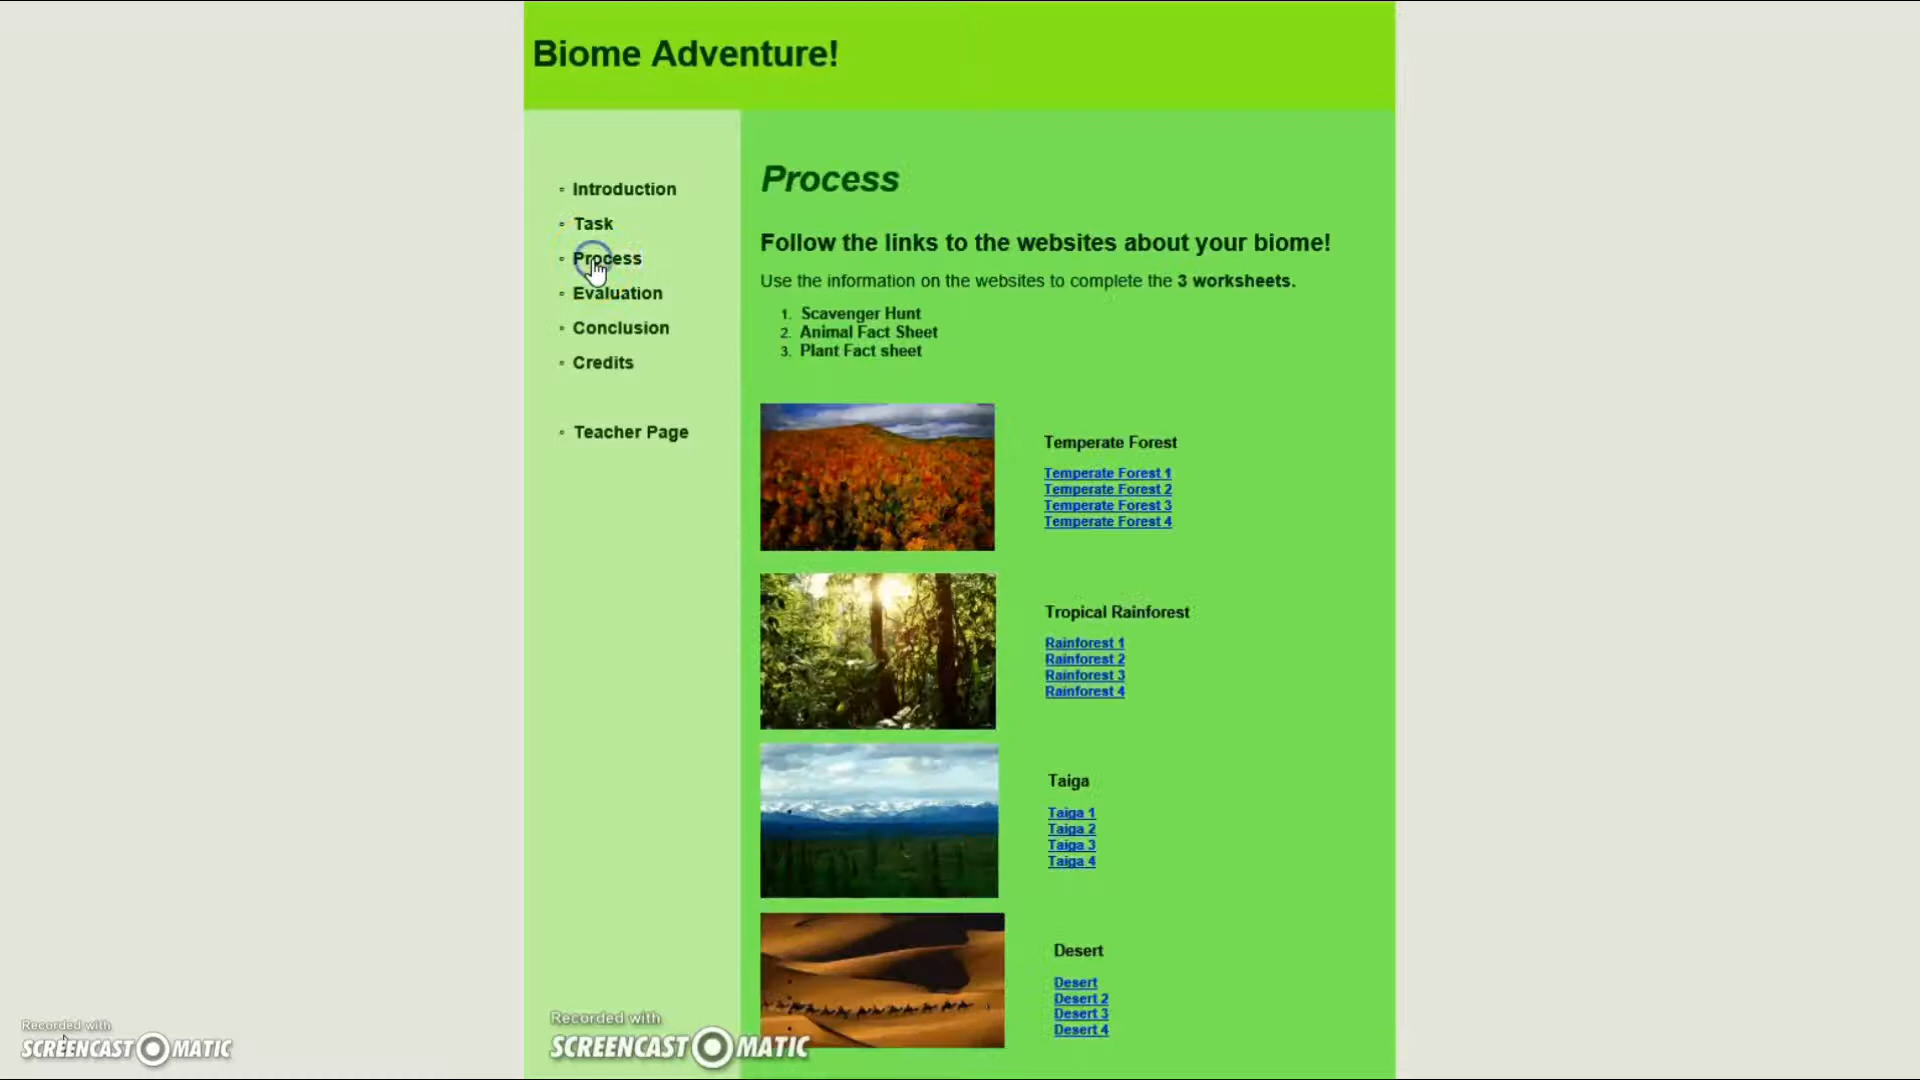 Biome Adventure!
Introduction
Task
Process
Evaluation
Conclusion
Credits
Teacher Page
Process
Follow the links to the websites about your biome!
Use the information on the websites to complete the 3 worksheets.
1. Scavenger Hunt
2. Animal Fact Sheet
3. Plant Fact sheet
Temperate Forest
Temperate Forest 1
Temperate Forest 2
Temperate Forest 3
Temperate Forest 4
Tropical Rainforest
Rainforest 1
Rainforest 2
Rainforest 3
Rainforest 4
Taiga
Taiga 1
Taiga 2
Taiga 3
Taiga 4
Desert
Desert
Desert 2
Desert 3
Desert 4
Recorded with
SCREENCAST MATIC
Recorded with
SCREENCAST MATIC